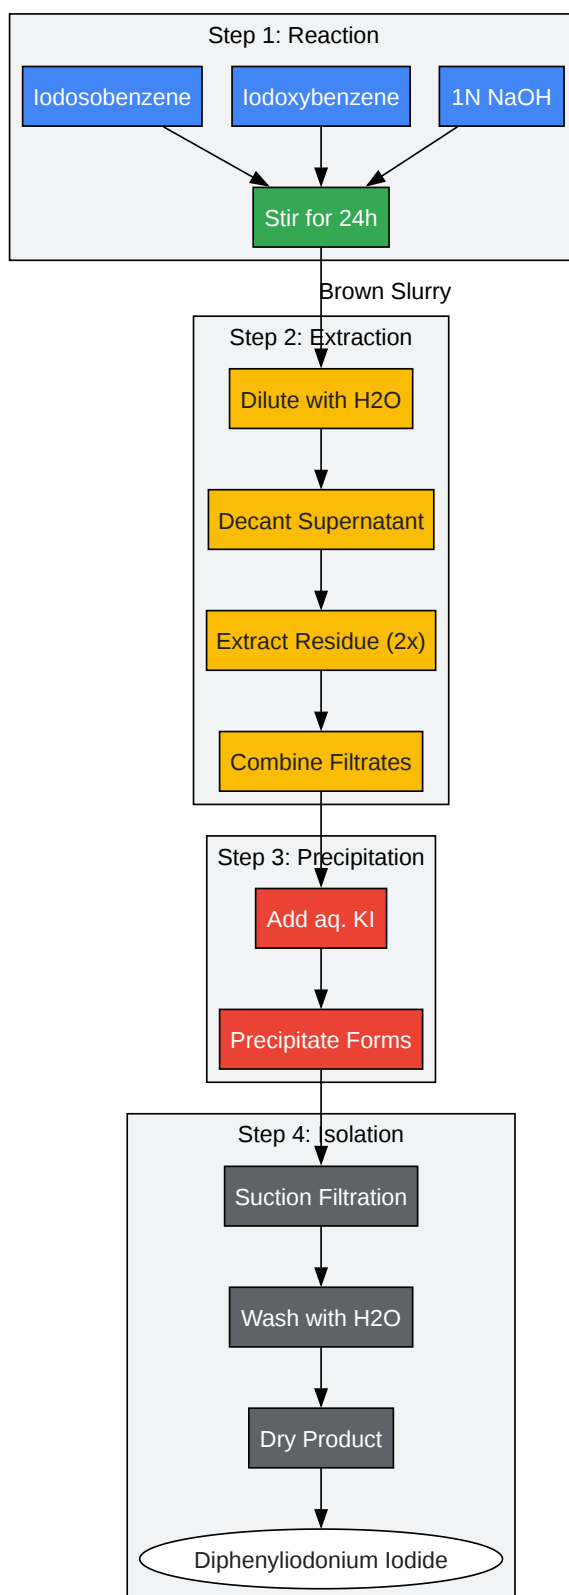 Step 1: Reaction
Iodosobenzene
Iodoxybenzene
1N NaOH
Stir for 24h
Brown Slurry
Step 2: Extraction
Dilute with H2O
Decant Supernatant
Extract Residue (2x)
Combine Filtrates
Step 3: Precipitation
Add aq. KI
Precipitate Forms
Step 4: Isolation
Suction Filtration
Wash with H2O
Dry Product
Diphenyliodonium Iodide